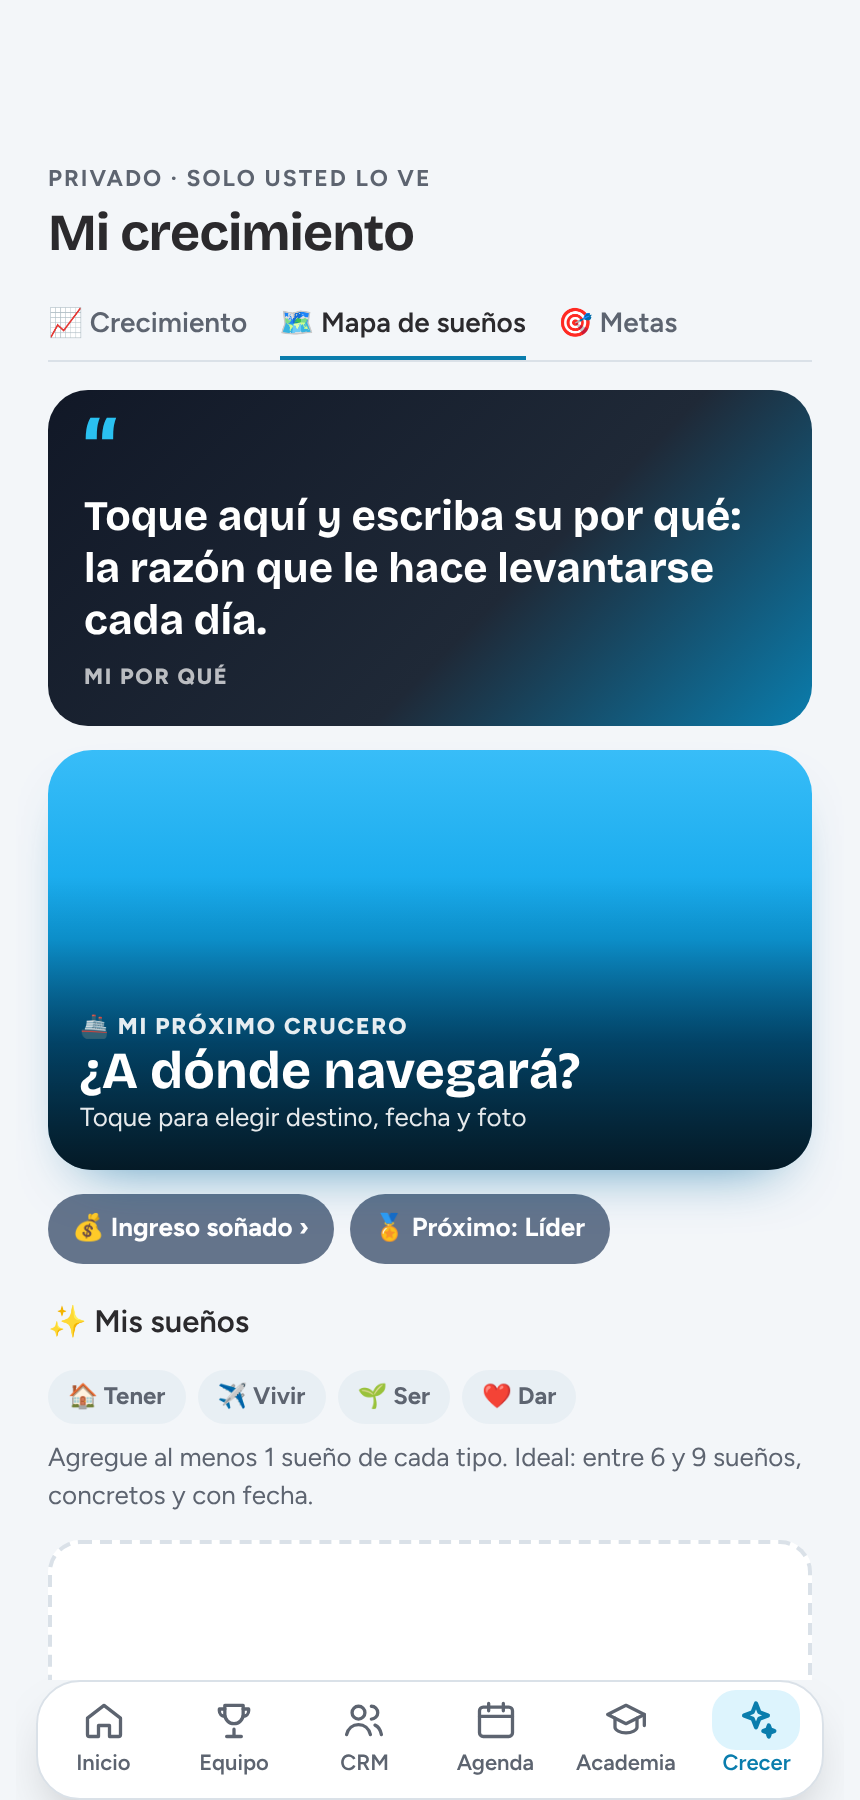 PRIVADO · SOLO USTED LO VE
Mi crecimiento
📈 Crecimiento
🗺️ Mapa de sueños
🎯 Metas
“
Toque aquí y escriba su por qué:
la razón que le hace levantarse
cada día.
MI POR QUÉ
🚢 MI PRÓXIMO CRUCERO
¿A dónde navegará?
Toque para elegir destino, fecha y foto
💰 Ingreso soñado ›
🏅 Próximo: Líder
✨ Mis sueños
🏠 Tener
✈️ Vivir
🌱 Ser
❤️ Dar
Agregue al menos 1 sueño de cada tipo. Ideal: entre 6 y 9 sueños,
concretos y con fecha.
Inicio
Equipo
CRM
Agenda
Academia
Crecer